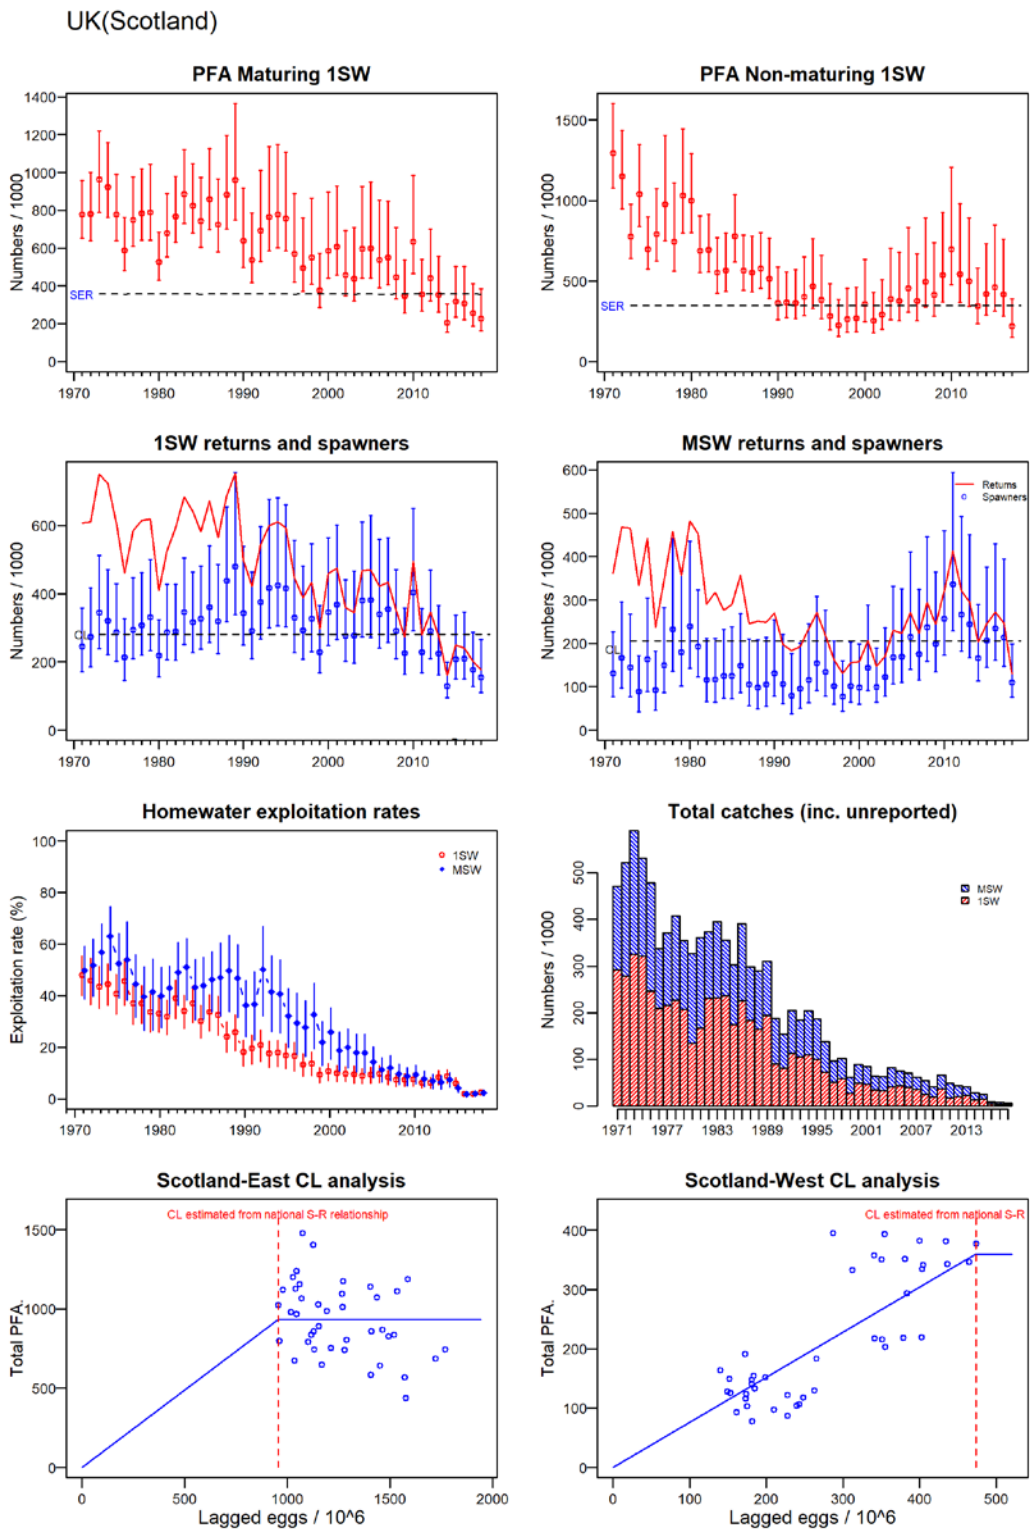 UK(Scotland)
PFA Maturing 1SW
Numbers / 1000
1400
1200
1000
800
600
400
200
0
SER
1970
1980
1990
2000
2010
PFA Non-maturing 1SW
Numbers / 1000
1500
1000
500
0
SER
1970
1980
1990
2000
2010
1SW returns and spawners
Numbers / 1000
600
400
200
0
CL
1970
1980
1990
2000
2010
MSW returns and spawners
Numbers / 1000
600
500
400
300
200
100
0
CL
Returns
Spawners
1970
1980
1990
2000
2010
Homewater exploitation rates
Exploitation rate (%)
100
80
60
40
20
0
1SW
MSW
1970
1980
1990
2000
2010
Total catches (inc. unreported)
Numbers / 1000
500
400
300
200
100
0
MSW
1SW
1971
1977
1983
1989
1995
2001
2007
2013
Scotland-East CL analysis
CL estimated from national S-R relationship
Total PFA.
1500
1000
500
0
0
500
1000
1500
2000
Lagged eggs / 10^6
Scotland-West CL analysis
CL estimated from national S-R
Total PFA.
400
300
200
100
0
0
100
200
300
400
500
Lagged eggs / 10^6